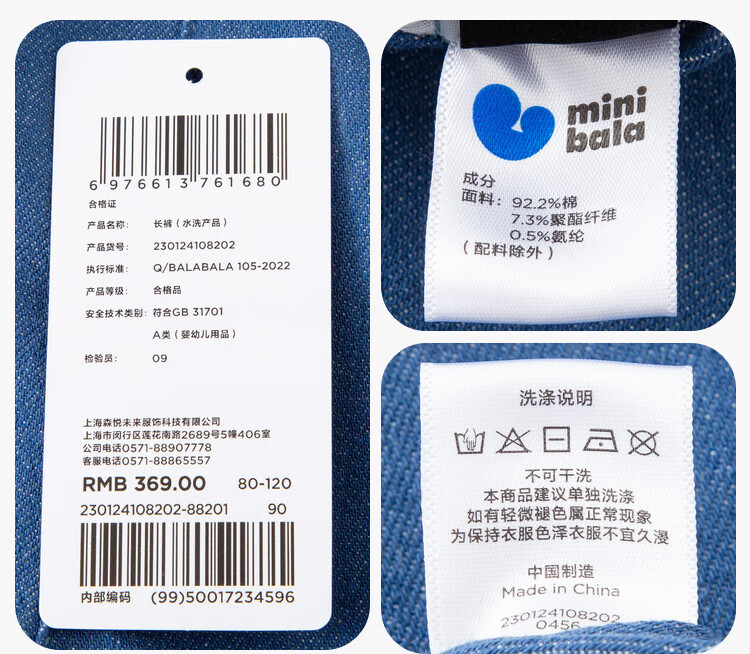 6 976613 761680
合格证
产品名称: 长裤(水洗产品)
产品货号: 230124108202
执行标准: Q/BALABALA 105-2022
产品等级: 合格品
安全技术类别: 符合GB 31701
A类(婴幼儿用品)
检验员: 09
上海森悦未来服饰科技有限公司
上海市闵行区莲花南路2689号5幢406室
公司电话0571-88907778
客服电话0571-88865557
RMB 369.00 80-120
230124108202-88201 90
内部编码 (99)50017234596
mini
bala
成分
面料: 92.2%棉
7.3%聚酯纤维
0.5%氨纶
(配料除外)
洗涤说明
不可干洗
本商品建议单独洗涤
如有轻微褪色属正常现象
为保持衣服色泽衣服不宜久浸
中国制造
Made in China
230124108202
0456